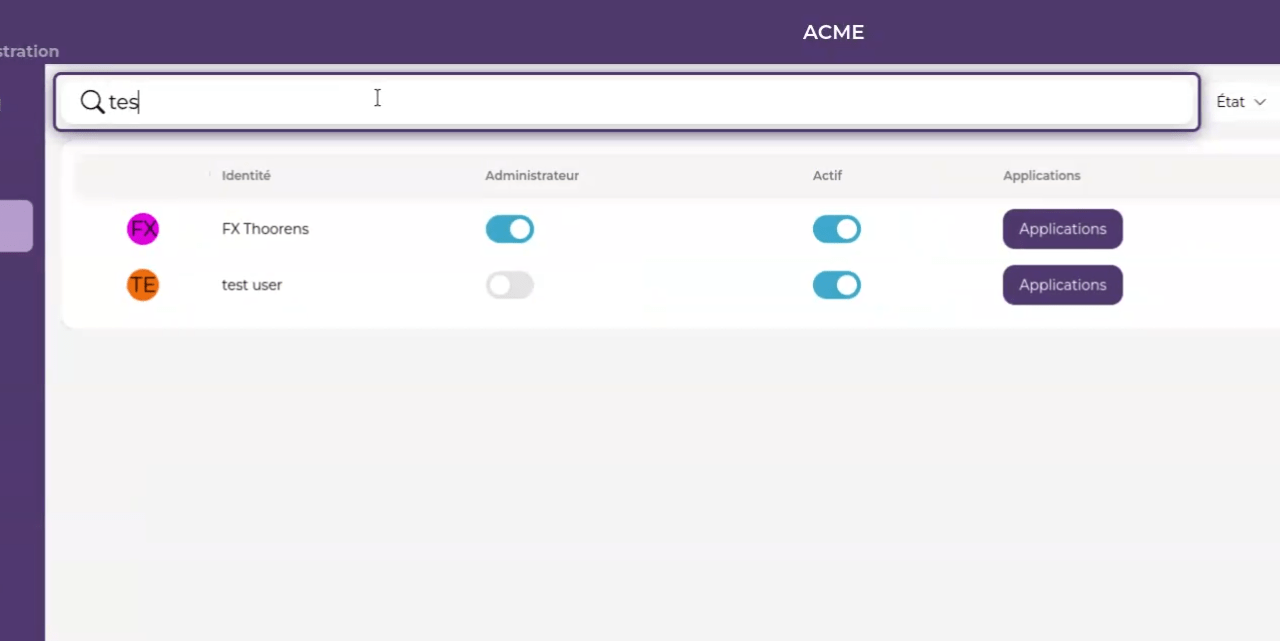 ACME
stration
tes
État
Identité Administrateur Actif Applications
FX FX Thoorens Applications
TE test user Applications